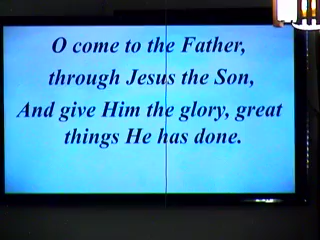 O come to the Father,
through Jesus the Son,
And give Him the glory, great
things He has done.